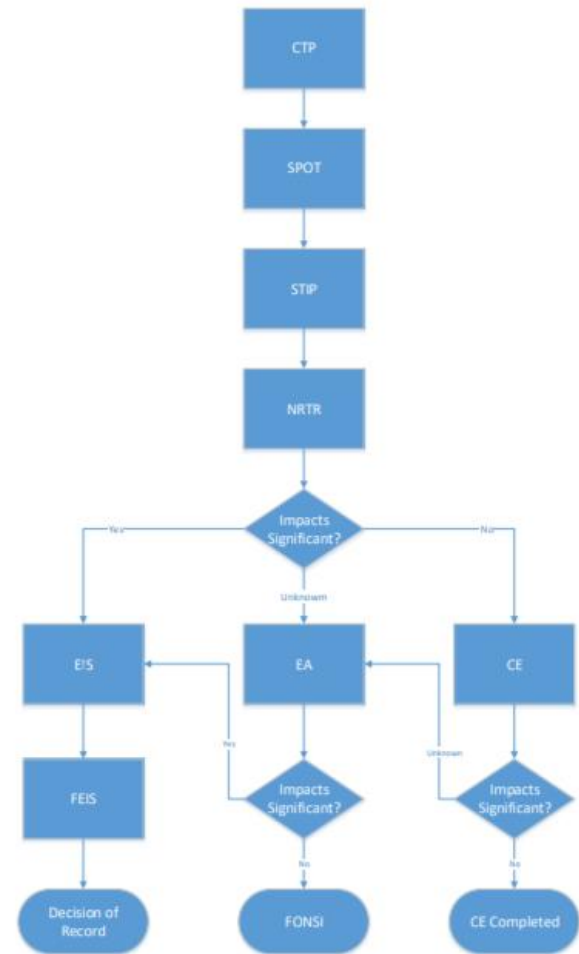 CTP
SPOT
STIP
NRTR
Impacts
Significant?
Yes
No
Unknown
EIS
EA
CE
Yes
Unknown
FEIS
Impacts
Significant?
Impacts
Significant?
No
No
Decision of
Record
FONSI
CE Completed